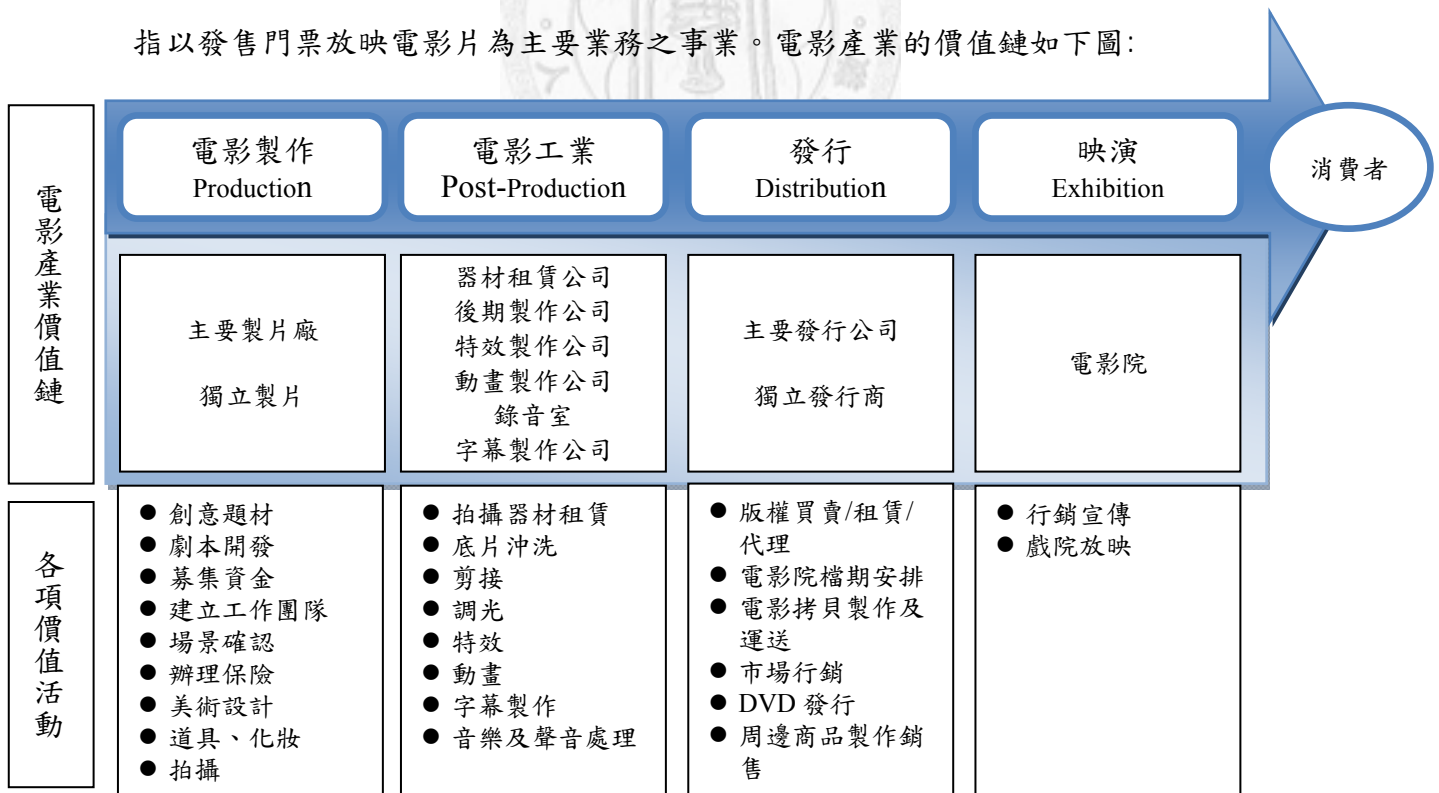 指以發售門票放映電影片為主要業務之事業。電影產業的價值鏈如下圖:
電影產業價值鏈
電影製作
Production
電影工業
Post-Production
發行
Distribution
映演
Exhibition
消費者
主要製片廠
獨立製片
器材租賃公司
後期製作公司
特效製作公司
動畫製作公司
錄音室
字幕製作公司
主要發行公司
獨立發行商
電影院
各項價值活動
● 創意題材
● 劇本開發
● 募集資金
● 建立工作團隊
● 場景確認
● 辦理保險
● 美術設計
● 道具、化妝
● 拍攝
● 拍攝器材租賃
● 底片沖洗
● 剪接
● 調光
● 特效
● 動畫
● 字幕製作
● 音樂及聲音處理
● 版權買賣/租賃/
代理
● 電影院檔期安排
● 電影拷貝製作及
運送
● 市場行銷
● DVD 發行
● 周邊商品製作銷
售
● 行銷宣傳
● 戲院放映